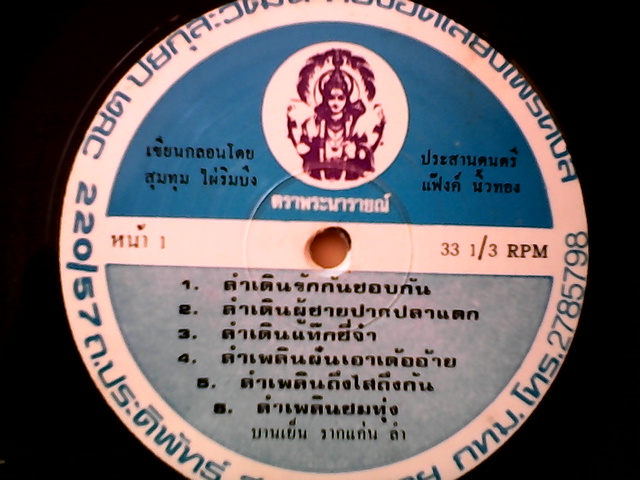 เขียนกลอนโดย
สุมทุม ไผ่ริมบึง
ประสานดนตรี
แฟ๊งค์ นิ้วทอง
ตราพระนารายณ์
หน้า 1
33 1/3 RPM
1. ลำเดินรักกันชอบกัน
2. ลำเดินผู้ชายปากปลาแดก
3. ลำเดินแท๊กซี่จ๋า
4. ลำเพลินฝันเอาเด้ออ้าย
5. ลำเพลินถึงใสถึงกัน
6. ลำเพลินชมทุ่ง
บานเย็น รากแก่น ลำ
220/57 ถ.ประดิพัทธ์
กทม. โทร. 2785798